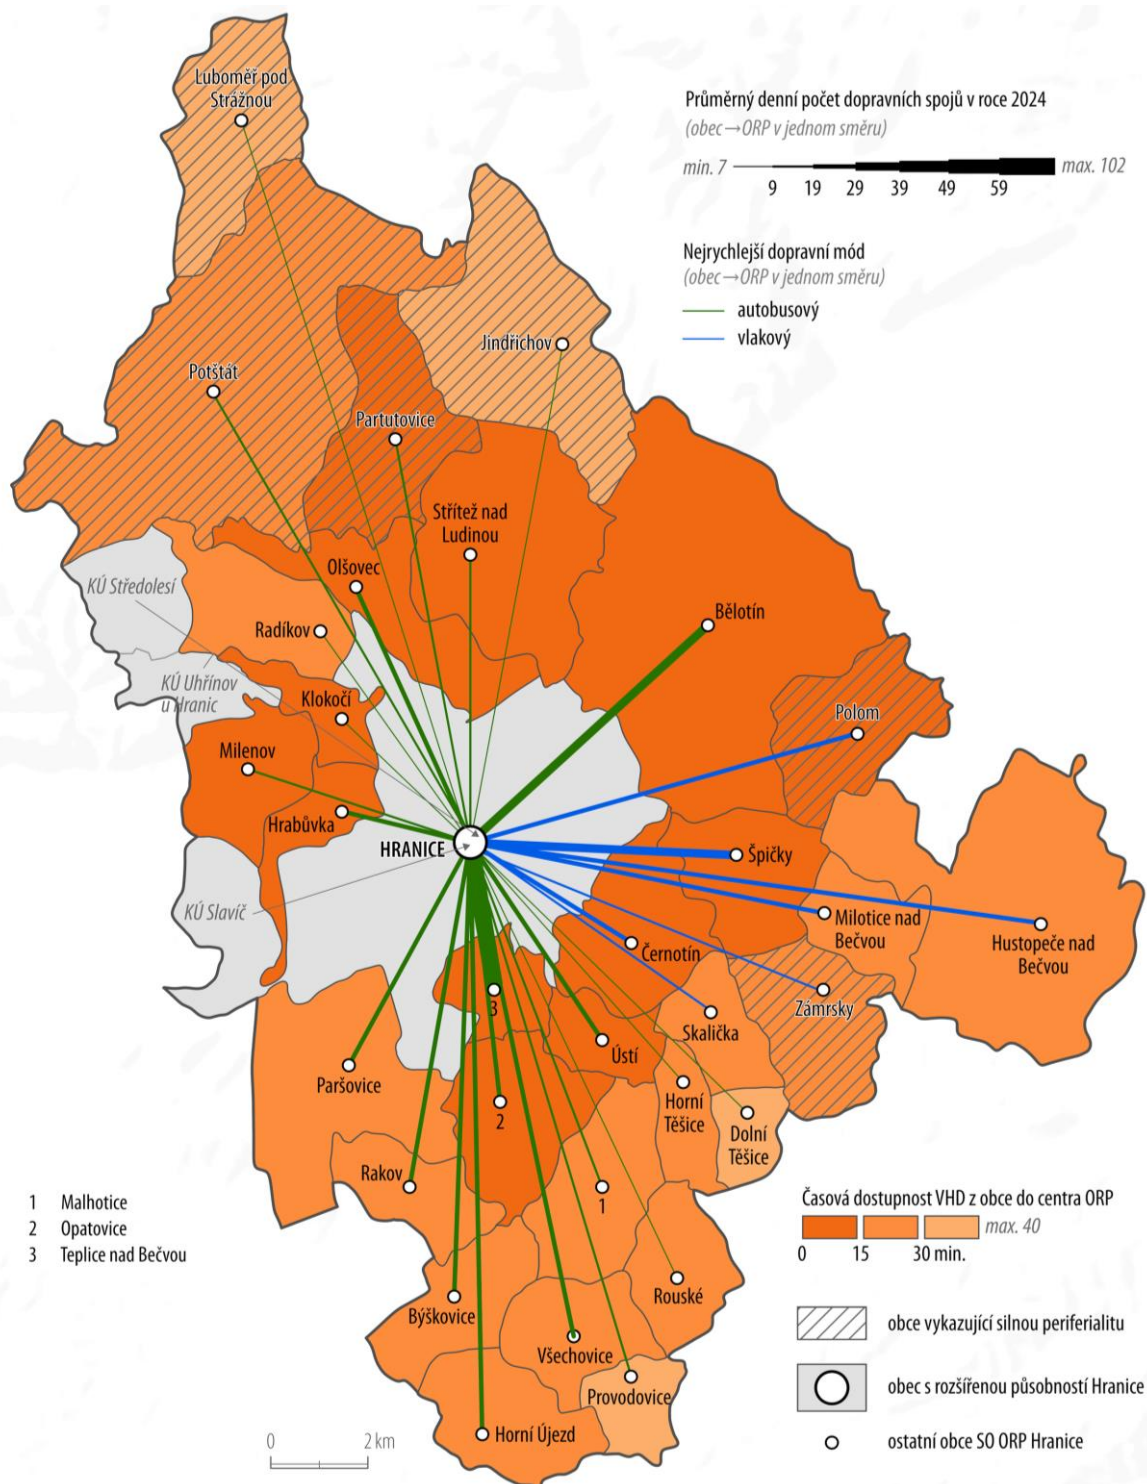 Luboměř pod
Strážnou
Průměrný denní počet dopravních spojů v roce 2024
(obec→ORP v jednom směru)
min. 7
max. 102
9 19 29 39 49 59
Nejrychlejší dopravní mód
(obec→ORP v jednom směru)
autobusový
vlakový
Jindřichov
Potštát
Partutovice
Střítež nad
Ludinou
Olšovec
KÚ Středolesí
Radíkov
Bělotín
KÚ Uhřínov
u Hranic
Klokočí
Polom
Milenov
Hrabůvka
HRANICE
Špičky
KÚ Slavíč
Milotice nad
Bečvou
Hustopeče nad
Bečvou
Černotín
Zámrsky
3
Skalička
Ústí
Paršovice
2
Horní
Těšice
Dolní
Těšice
Rakov
1
1 Malhotice
2 Opatovice
3 Teplice nad Bečvou
Časová dostupnost VHD z obce do centra ORP
max. 40
0 15 30 min.
Rouské
Býškovice
Všechovice
Provodovice
Horní Újezd
obce vykazující silnou periferialitu
obec s rozšířenou působností Hranice
ostatní obce SO ORP Hranice
0 2 km